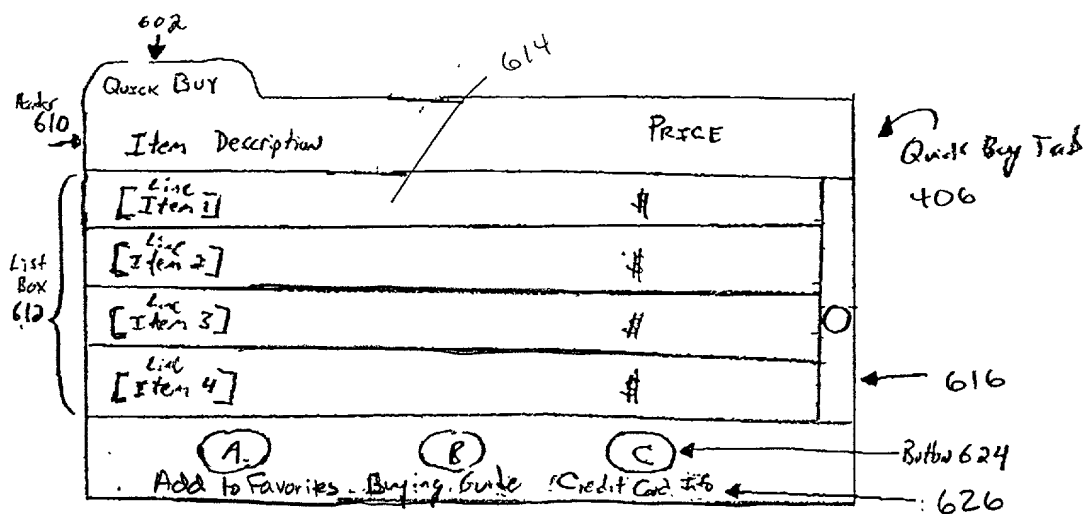 602
614
Quick Buy
Header
610
Item Description
PRICE
Quick Buy Tab
406
[Line Item 1] $
[Line Item 2] $
List Box 612
[Line Item 3] $
[Line Item 4] $
616
A B C
Button 624
Add to Favorites Buying Guide Credit Card Info
626